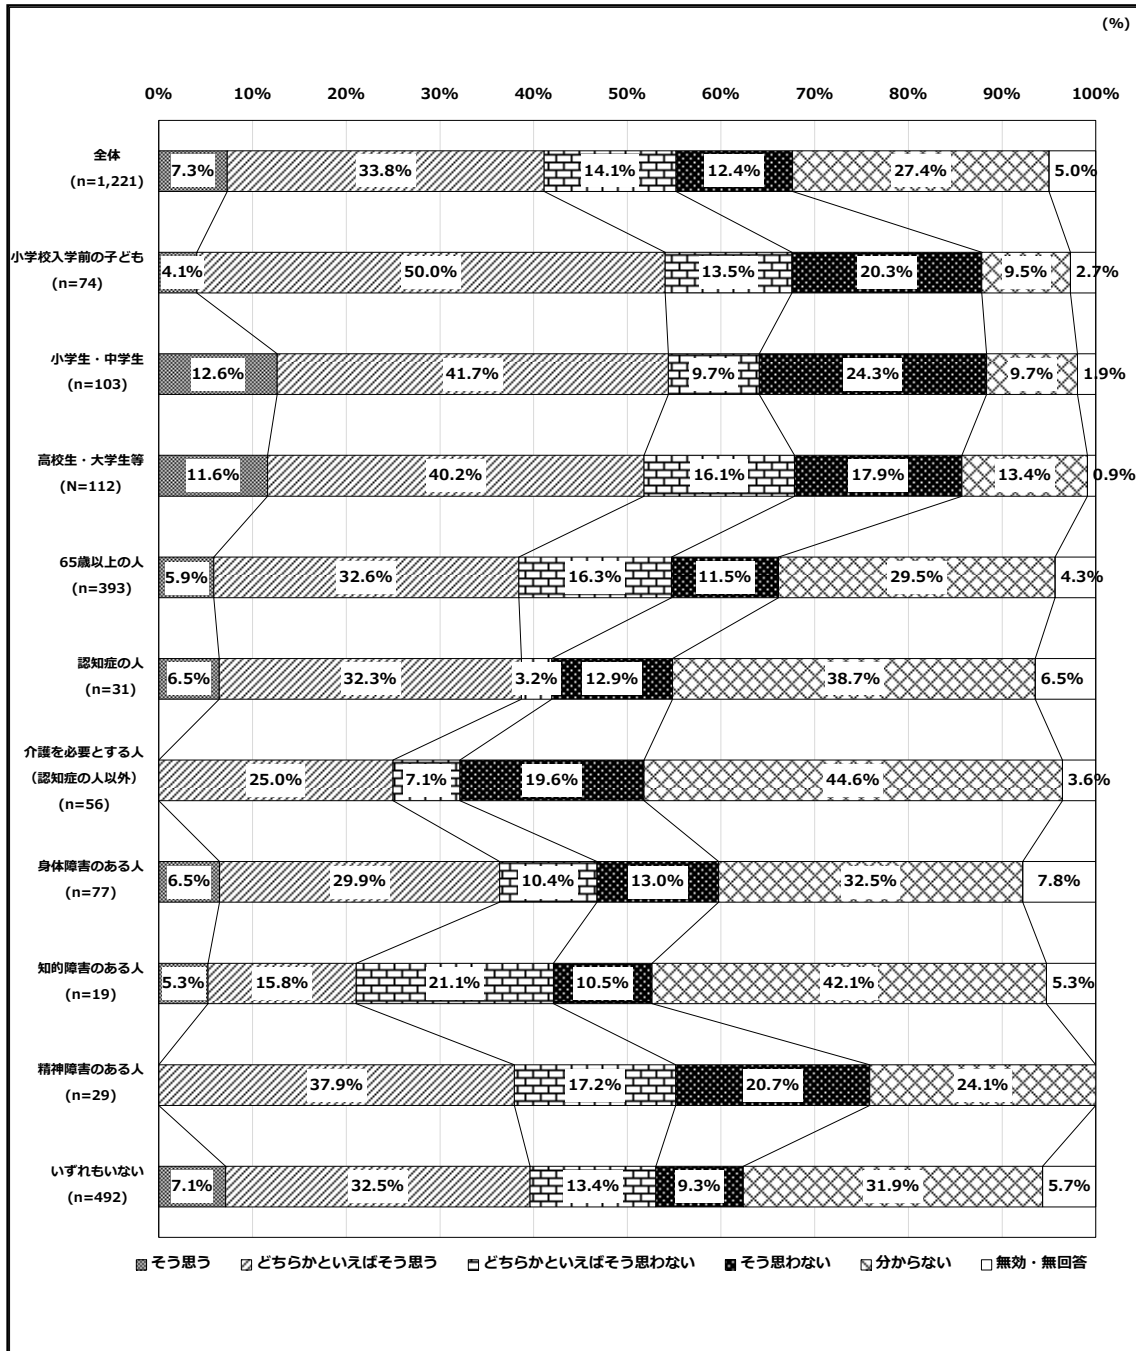 (%)
0% 10% 20% 30% 40% 50% 60% 70% 80% 90% 100%
全体
(n=1,221)
7.3% 33.8% 14.1% 12.4% 27.4% 5.0%
小学校入学前の子ども
(n=74)
4.1% 50.0% 13.5% 20.3% 9.5% 2.7%
小学生・中学生
(n=103)
12.6% 41.7% 9.7% 24.3% 9.7% 1.9%
高校生・大学生等
(N=112)
11.6% 40.2% 16.1% 17.9% 13.4% 0.9%
65歳以上の人
(n=393)
5.9% 32.6% 16.3% 11.5% 29.5% 4.3%
認知症の人
(n=31)
6.5% 32.3% 3.2% 12.9% 38.7% 6.5%
介護を必要とする人
（認知症の人以外）
(n=56)
25.0% 7.1% 19.6% 44.6% 3.6%
身体障害のある人
(n=77)
6.5% 29.9% 10.4% 13.0% 32.5% 7.8%
知的障害のある人
(n=19)
5.3% 15.8% 21.1% 10.5% 42.1% 5.3%
精神障害のある人
(n=29)
37.9% 17.2% 20.7% 24.1%
いずれもいない
(n=492)
7.1% 32.5% 13.4% 9.3% 31.9% 5.7%
そう思う どちらかといえばそう思う どちらかといえばそう思わない そう思わない 分からない 無効・無回答